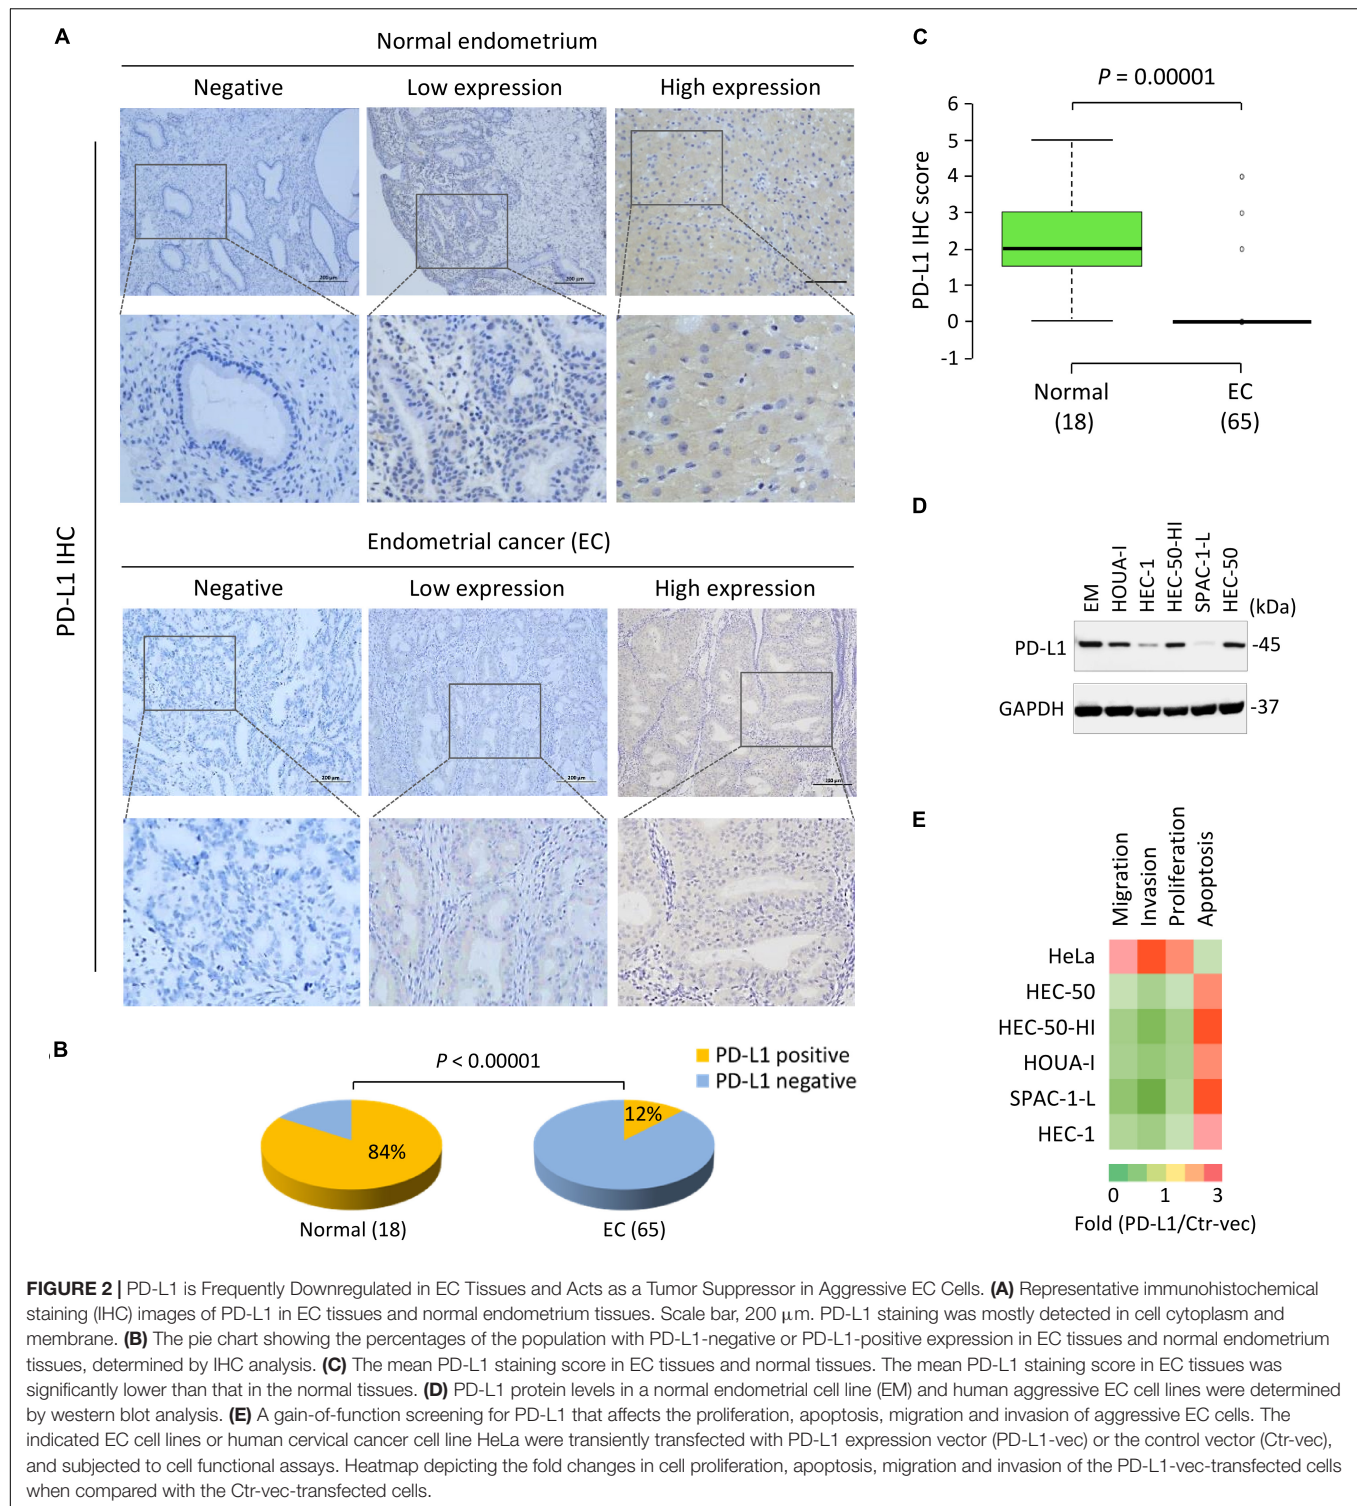 A
Normal endometrium
Negative
Low expression
High expression
200 µm
200 µm
PD-L1 IHC
Endometrial cancer (EC)
Negative
Low expression
High expression
200 µm
200 µm
200 µm
B
P < 0.00001
PD-L1 positive
PD-L1 negative
84%
12%
Normal (18)
EC (65)
C
P = 0.00001
PD-L1 IHC score
6
5
4
3
2
1
0
-1
Normal
(18)
EC
(65)
D
EM
HOUA-I
HEC-1
HEC-50-HI
SPAC-1-L
HEC-50
(kDa)
PD-L1
-45
GAPDH
-37
E
Migration
Invasion
Proliferation
Apoptosis
HeLa
HEC-50
HEC-50-HI
HOUA-I
SPAC-1-L
HEC-1
0 1 3
Fold (PD-L1/Ctr-vec)
FIGURE 2 | PD-L1 is Frequently Downregulated in EC Tissues and Acts as a Tumor Suppressor in Aggressive EC Cells. (A) Representative immunohistochemical
staining (IHC) images of PD-L1 in EC tissues and normal endometrium tissues. Scale bar, 200 µm. PD-L1 staining was mostly detected in cell cytoplasm and
membrane. (B) The pie chart showing the percentages of the population with PD-L1-negative or PD-L1-positive expression in EC tissues and normal endometrium
tissues, determined by IHC analysis. (C) The mean PD-L1 staining score in EC tissues and normal tissues. The mean PD-L1 staining score in EC tissues was
significantly lower than that in the normal tissues. (D) PD-L1 protein levels in a normal endometrial cell line (EM) and human aggressive EC cell lines were determined
by western blot analysis. (E) A gain-of-function screening for PD-L1 that affects the proliferation, apoptosis, migration and invasion of aggressive EC cells. The
indicated EC cell lines or human cervical cancer cell line HeLa were transiently transfected with PD-L1 expression vector (PD-L1-vec) or the control vector (Ctr-vec),
and subjected to cell functional assays. Heatmap depicting the fold changes in cell proliferation, apoptosis, migration and invasion of the PD-L1-vec-transfected cells
when compared with the Ctr-vec-transfected cells.